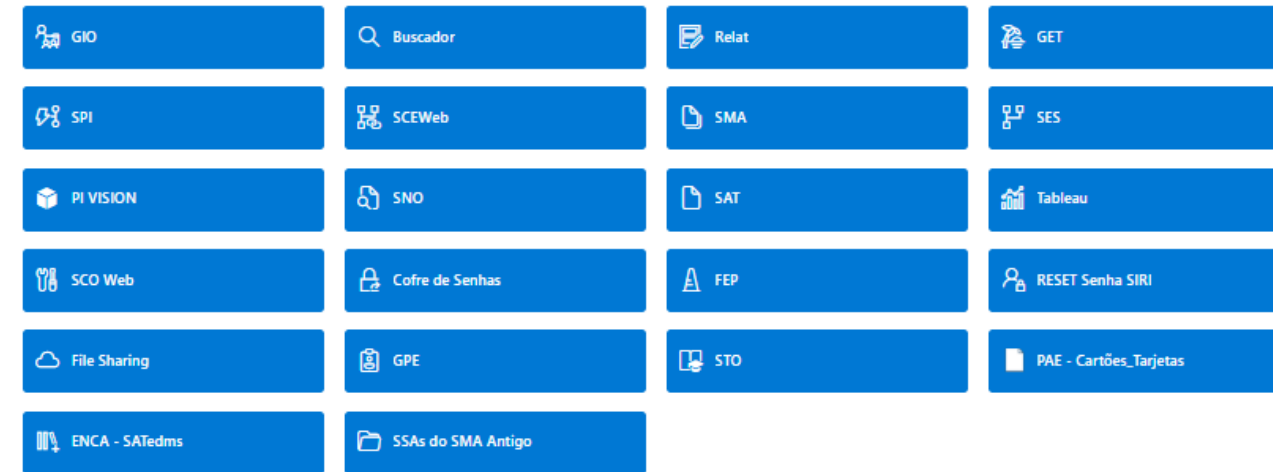 GIO
Buscador
Relat
GET
SPI
SCEWeb
SMA
SES
PI VISION
SNO
SAT
Tableau
SCO Web
Cofre de Senhas
FEP
RESET Senha SIRI
File Sharing
GPE
STO
PAE - Cartões_Tarjetas
ENCA - SATedms
SSAs do SMA Antigo